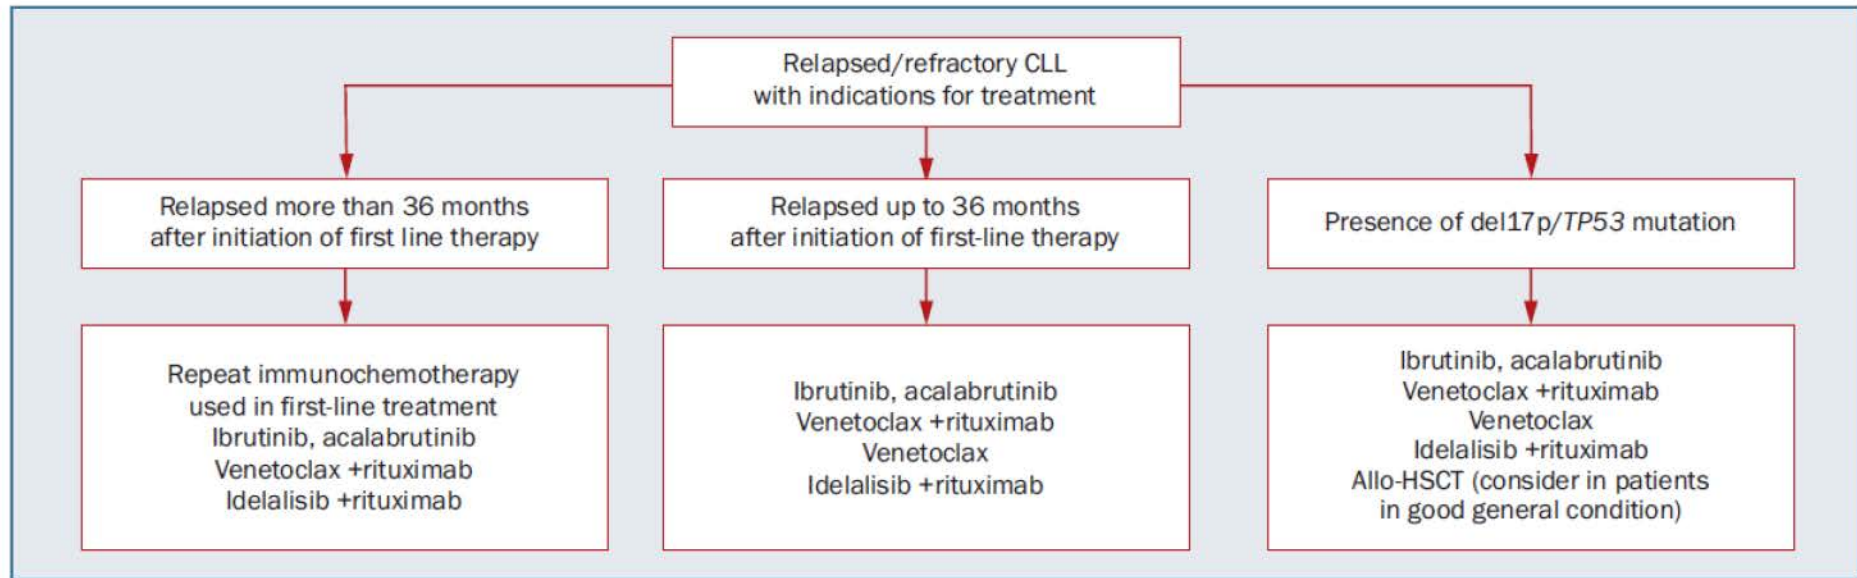 Relapsed/refractory CLL
with indications for treatment
Relapsed more than 36 months
after initiation of first line therapy
Relapsed up to 36 months
after initiation of first-line therapy
Presence of del17p/TP53 mutation
Repeat immunochemotherapy
used in first-line treatment
Ibrutinib, acalabrutinib
Venetoclax +rituximab
Idelalisib +rituximab
Ibrutinib, acalabrutinib
Venetoclax +rituximab
Venetoclax
Idelalisib +rituximab
Ibrutinib, acalabrutinib
Venetoclax +rituximab
Venetoclax
Idelalisib +rituximab
Allo-HSCT (consider in patients
in good general condition)